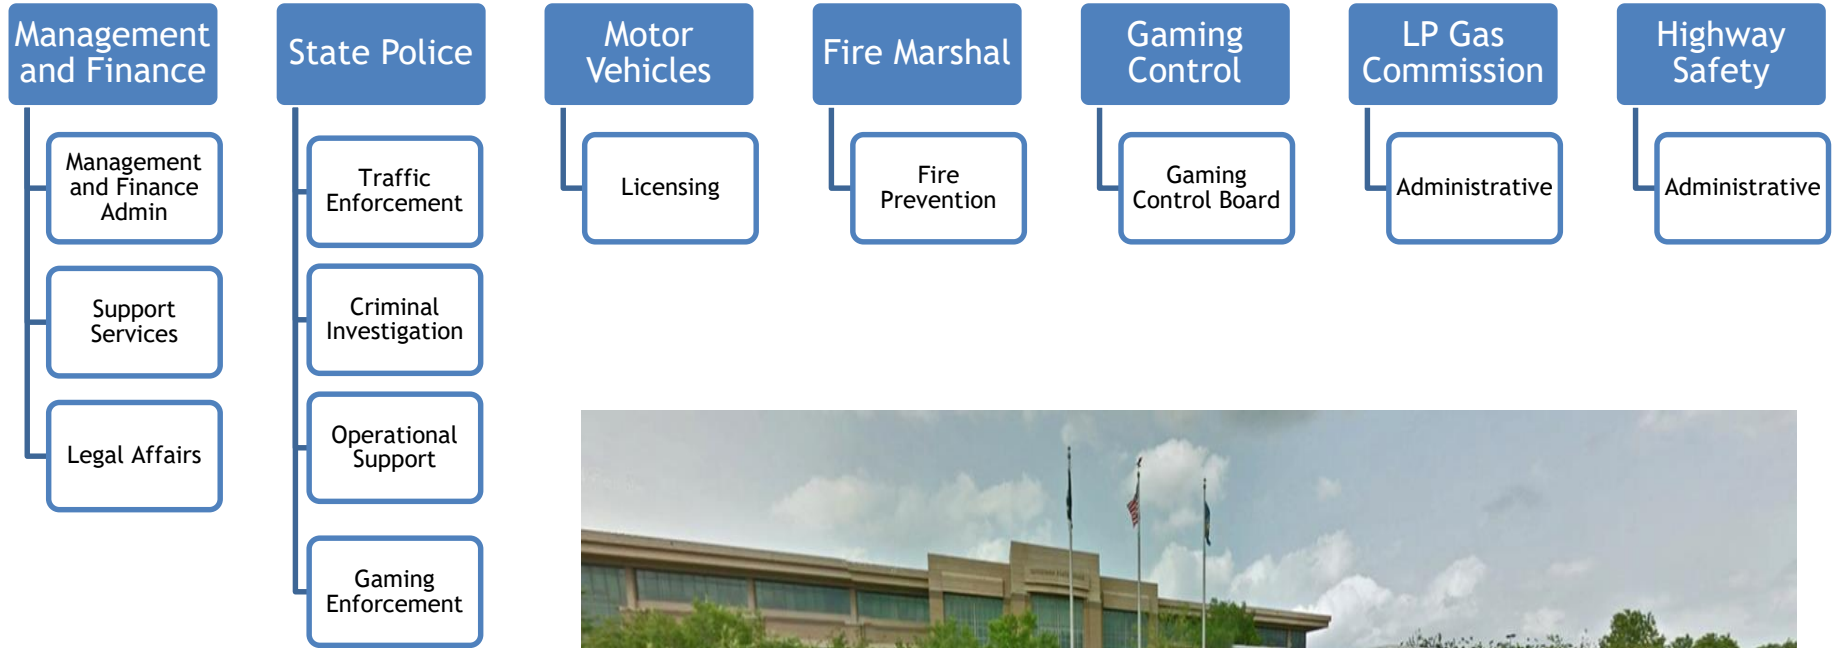 Management
and Finance
Management
and Finance
Admin
Support
Services
Legal Affairs
State Police
Traffic
Enforcement
Criminal
Investigation
Operational
Support
Gaming
Enforcement
Motor
Vehicles
Licensing
Fire Marshal
Fire
Prevention
Gaming
Control
Gaming
Control Board
LP Gas
Commission
Administrative
Highway
Safety
Administrative